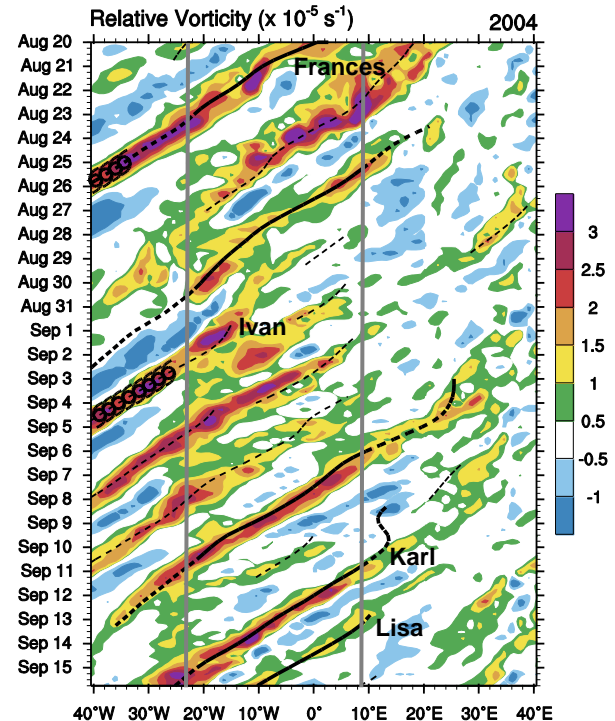 Relative Vorticity (x 10⁻⁵ s⁻¹) 2004
Aug 20
Aug 21
Aug 22
Aug 23
Aug 24
Aug 25
Aug 26
Aug 27
Aug 28
Aug 29
Aug 30
Aug 31
Sep 1
Sep 2
Sep 3
Sep 4
Sep 5
Sep 6
Sep 7
Sep 8
Sep 9
Sep 10
Sep 11
Sep 12
Sep 13
Sep 14
Sep 15
Frances
Ivan
Karl
Lisa
3
2.5
2
1.5
1
0.5
-0.5
-1
40°W 30°W 20°W 10°W 0° 10°E 20°E 30°E 40°E